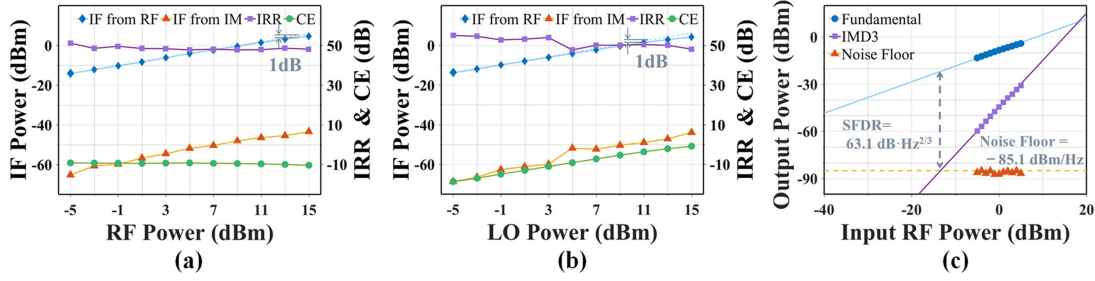 IF from RF IF from IM IRR CE
IF Power (dBm)
0
-20
-40
-60
50
30
10
-10
IRR & CE (dB)
1dB
-5 -1 3 7 11 15
RF Power (dBm)
(a)
IF from RF IF from IM IRR CE
IF Power (dBm)
0
-20
-40
-60
50
30
10
-10
IRR & CE (dB)
1dB
-5 -1 3 7 11 15
LO Power (dBm)
(b)
Fundamental
IMD3
Noise Floor
Output Power (dBm)
0
-30
-60
-90
SFDR=
63.1 dB·Hz2/3
Noise Floor =
−85.1 dBm/Hz
-40 -20 0 20
Input RF Power (dBm)
(c)